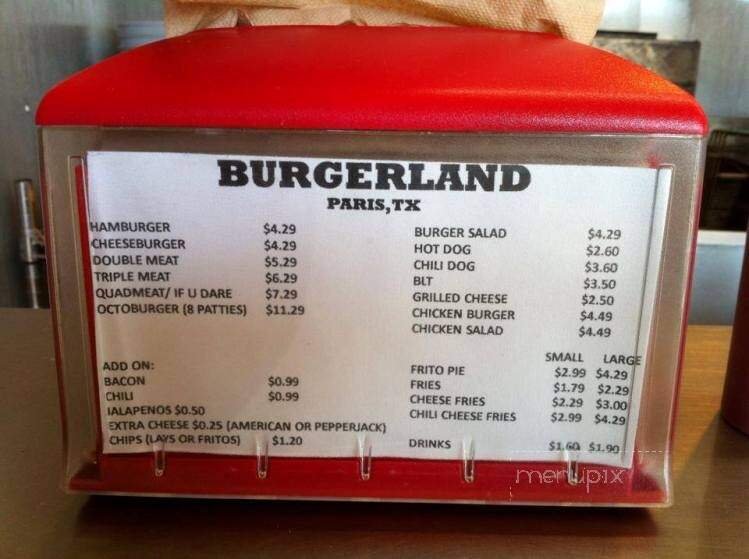 BURGERLAND
PARIS,TX
HAMBURGER $4.29
CHEESEBURGER $4.29
DOUBLE MEAT $5.29
TRIPLE MEAT $6.29
QUADMEAT/ IF U DARE $7.29
OCTOBURGER (8 PATTIES) $11.29
ADD ON:
BACON $0.99
CHILI $0.99
JALAPENOS $0.50
EXTRA CHEESE $0.25 (AMERICAN OR PEPPERJACK)
CHIPS (LAYS OR FRITOS) $1.20
BURGER SALAD $4.29
HOT DOG $2.60
CHILI DOG $3.60
BLT $3.50
GRILLED CHEESE $2.50
CHICKEN BURGER $4.49
CHICKEN SALAD $4.49
SMALL LARGE
FRITO PIE $2.99 $4.29
FRIES $1.79 $2.29
CHEESE FRIES $2.29 $3.00
CHILI CHEESE FRIES $2.99 $4.29
DRINKS $1.60 $1.90
menupix